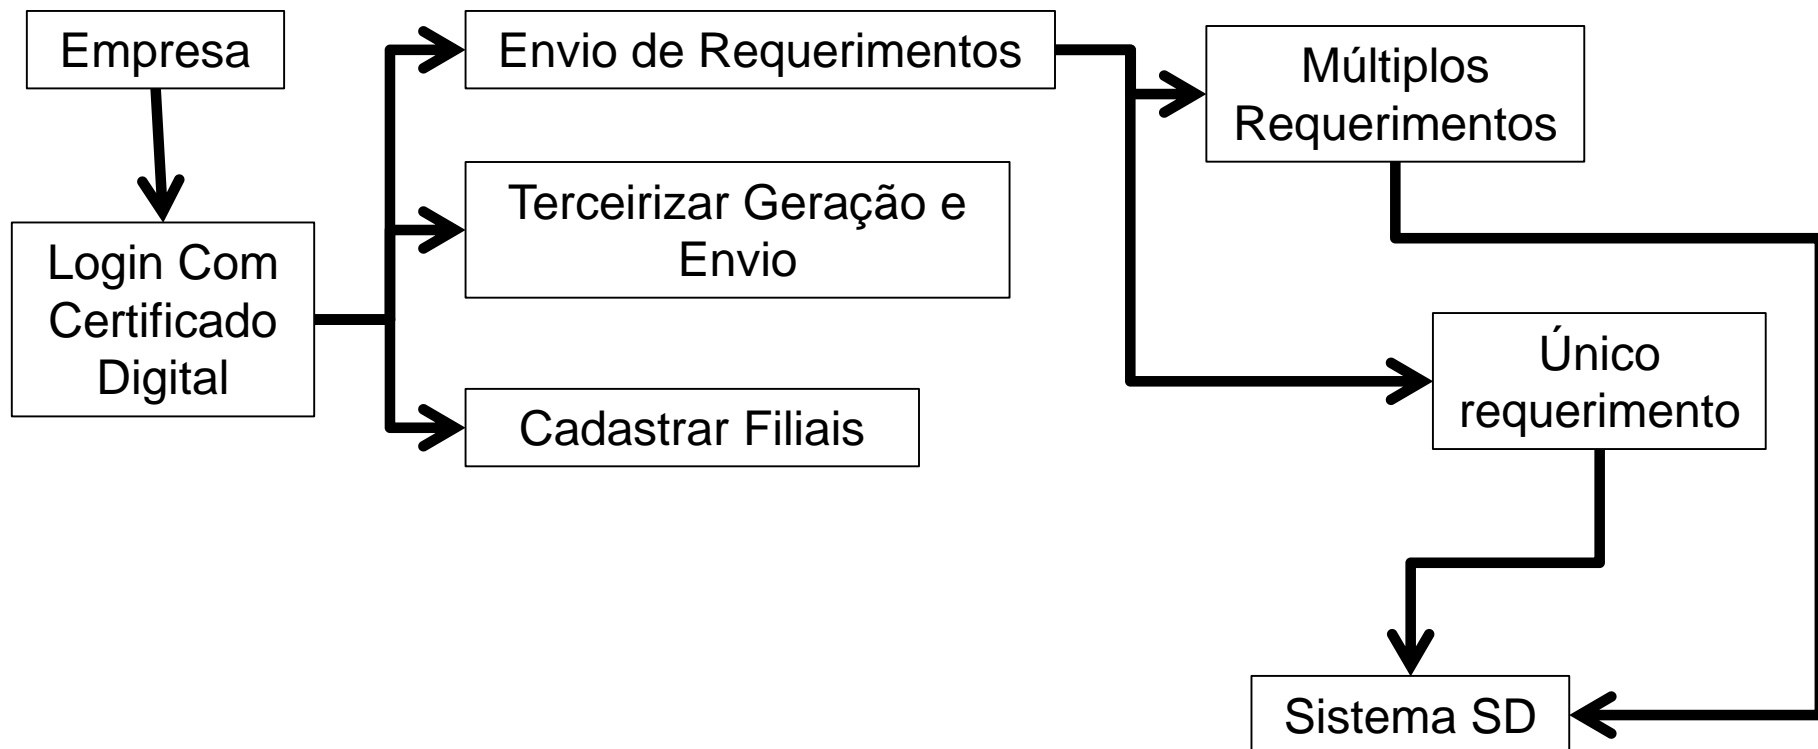 Empresa
Envio de Requerimentos
Múltiplos
Requerimentos
Terceirizar Geração e
Envio
Login Com
Certificado
Digital
Cadastrar Filiais
Único
requerimento
Sistema SD